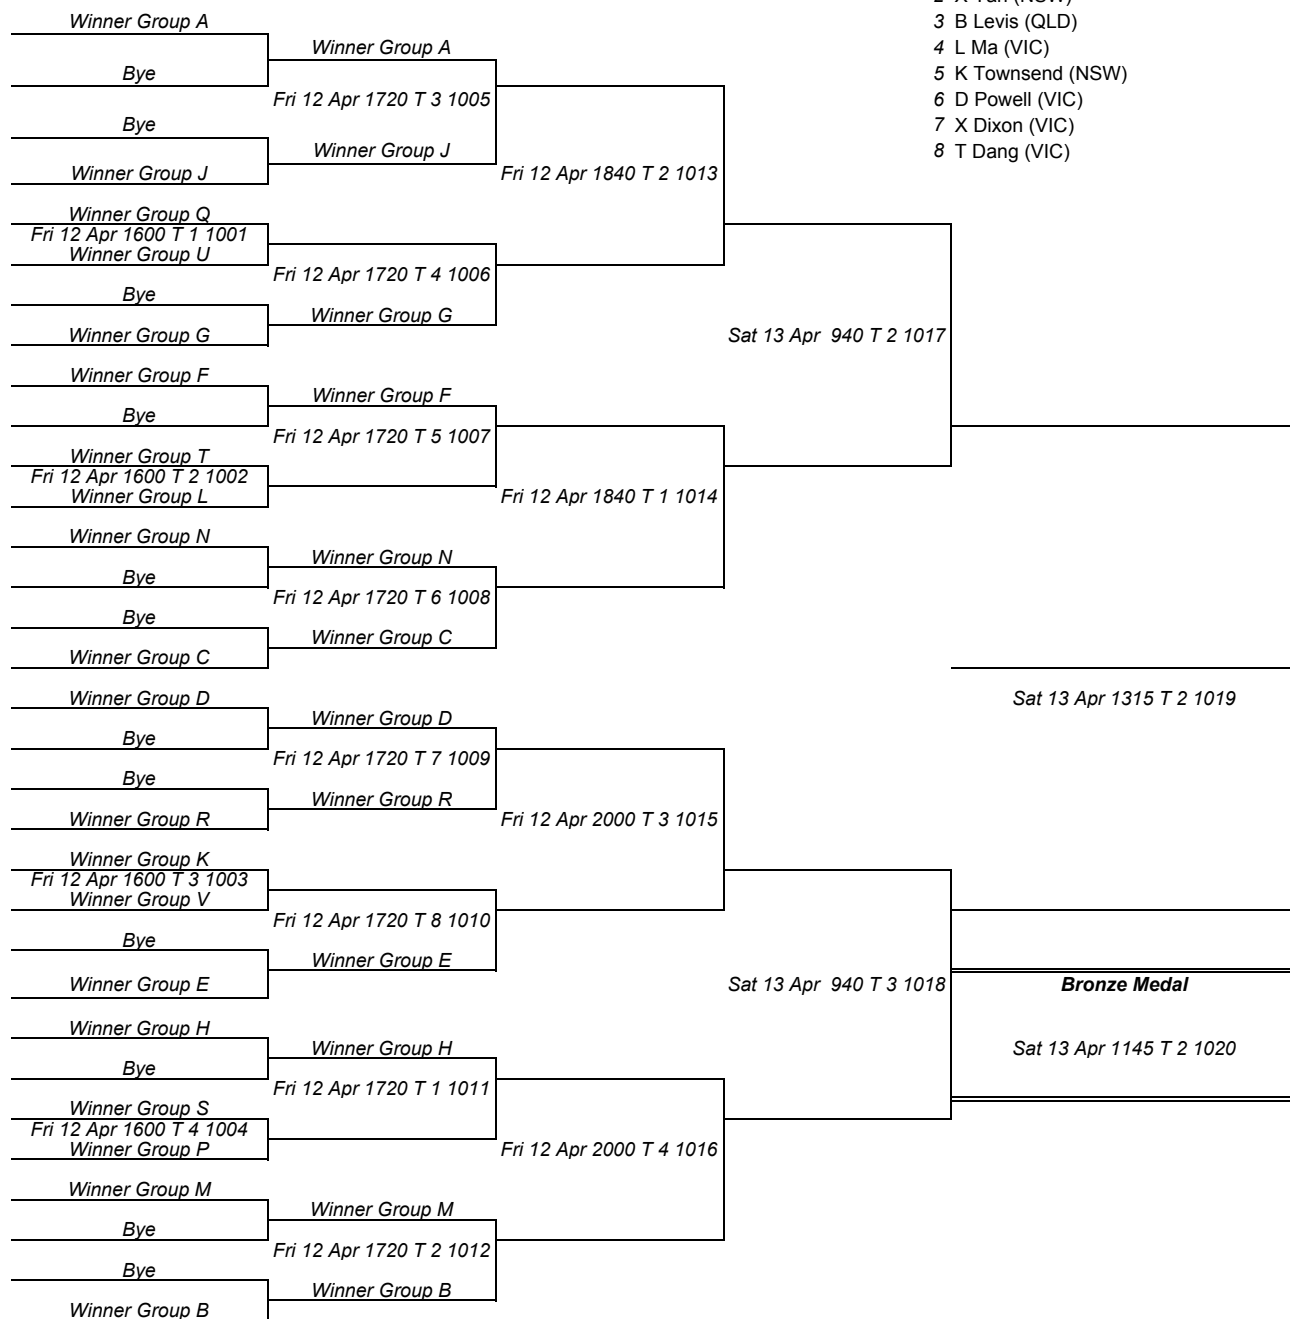 2 X Yan (NSW)
3 B Levis (QLD)
4 L Ma (VIC)
5 K Townsend (NSW)
6 D Powell (VIC)
7 X Dixon (VIC)
8 T Dang (VIC)
Winner Group A
Bye
Bye
Winner Group J
Winner Group Q
Fri 12 Apr 1600 T 1 1001
Winner Group U
Bye
Winner Group G
Winner Group F
Bye
Winner Group T
Fri 12 Apr 1600 T 2 1002
Winner Group L
Winner Group N
Bye
Bye
Winner Group C
Winner Group D
Bye
Bye
Winner Group R
Winner Group K
Fri 12 Apr 1600 T 3 1003
Winner Group V
Bye
Winner Group E
Winner Group H
Bye
Winner Group S
Fri 12 Apr 1600 T 4 1004
Winner Group P
Winner Group M
Bye
Bye
Winner Group B
Winner Group A
Fri 12 Apr 1720 T 3 1005
Winner Group J
Fri 12 Apr 1720 T 4 1006
Winner Group G
Winner Group F
Fri 12 Apr 1720 T 5 1007
Winner Group N
Fri 12 Apr 1720 T 6 1008
Winner Group C
Winner Group D
Fri 12 Apr 1720 T 7 1009
Winner Group R
Fri 12 Apr 1720 T 8 1010
Winner Group E
Winner Group H
Fri 12 Apr 1720 T 1 1011
Winner Group M
Fri 12 Apr 1720 T 2 1012
Winner Group B
Fri 12 Apr 1840 T 2 1013
Fri 12 Apr 1840 T 1 1014
Fri 12 Apr 2000 T 3 1015
Fri 12 Apr 2000 T 4 1016
Sat 13 Apr 940 T 2 1017
Sat 13 Apr 940 T 3 1018
Sat 13 Apr 1315 T 2 1019
Bronze Medal
Sat 13 Apr 1145 T 2 1020